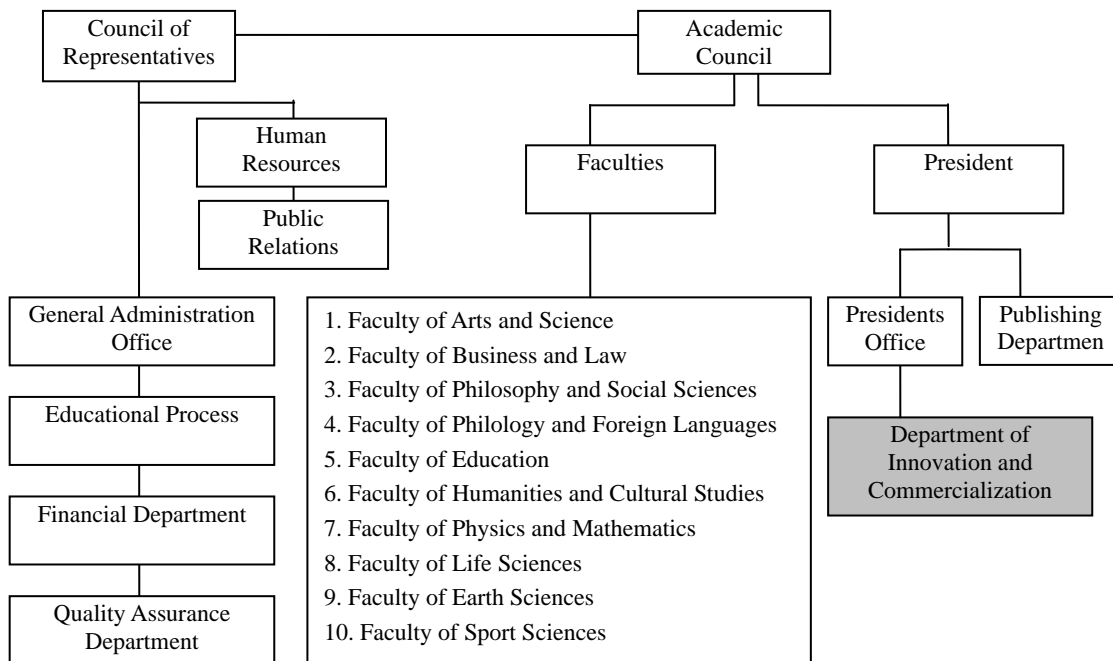 Council of
Representatives
Academic
Council
Human
Resources
Public
Relations
Faculties
President
General Administration
Office
Educational Process
Financial Department
Quality Assurance
Department
1. Faculty of Arts and Science
2. Faculty of Business and Law
3. Faculty of Philosophy and Social Sciences
4. Faculty of Philology and Foreign Languages
5. Faculty of Education
6. Faculty of Humanities and Cultural Studies
7. Faculty of Physics and Mathematics
8. Faculty of Life Sciences
9. Faculty of Earth Sciences
10. Faculty of Sport Sciences
Presidents
Office
Publishing
Departmen
Department of
Innovation and
Commercialization